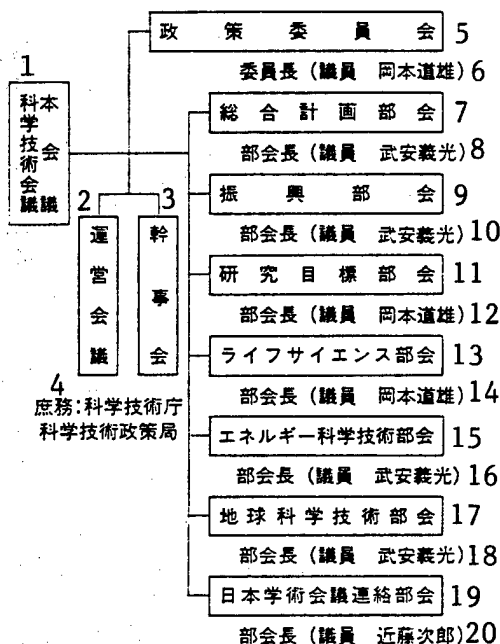 政策委員会 5
委員長（議員 岡本道雄）6
1
科学技術会議
本会議
総合計画部会 7
部会長（議員 武安義光）8
振興部会 9
部会長（議員 武安義光）10
2
運営会議
3
幹事会
研究目標部会 11
部会長（議員 岡本道雄）12
ライフサイエンス部会 13
部会長（議員 岡本道雄）14
4
庶務：科学技術庁
科学技術政策局
エネルギー科学技術部会 15
部会長（議員 武安義光）16
地球科学技術部会 17
部会長（議員 武安義光）18
日本学術会議連絡部会 19
部会長（議員 近藤次郎）20